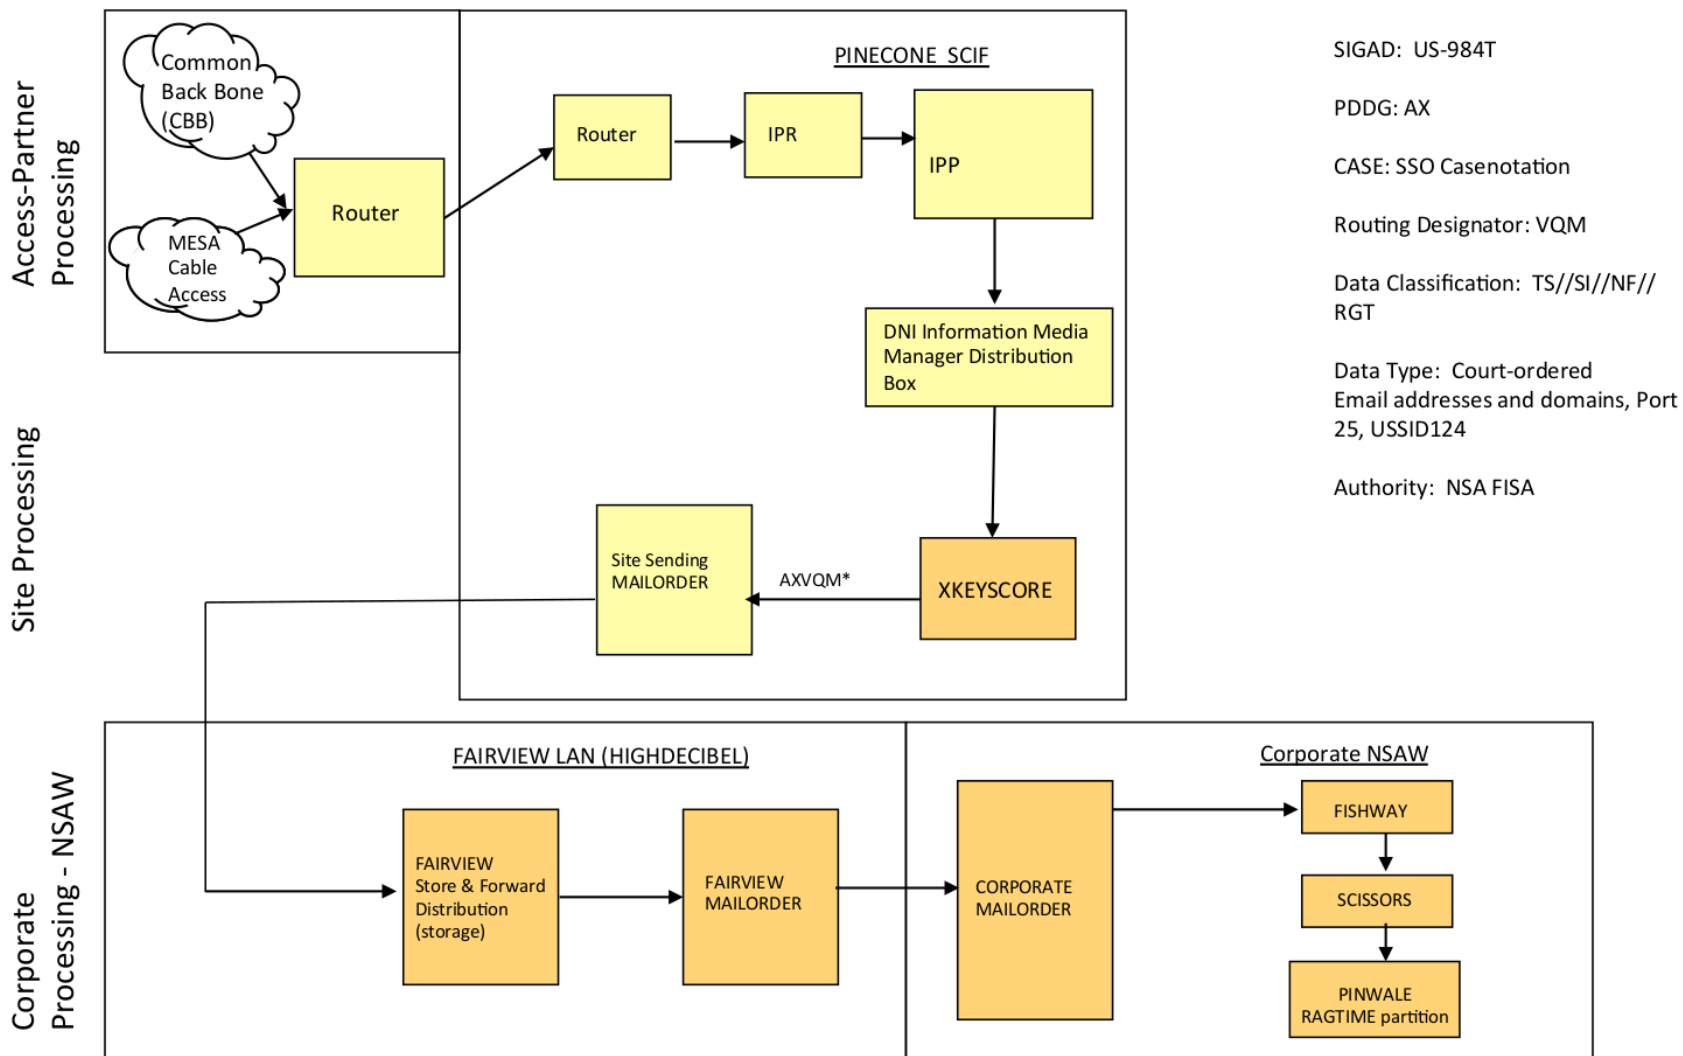 Access-Partner
Processing
Common
Back Bone
(CBB)
MESA
Cable
Access
Router
PINECONE SCIF
Router
IPR
IPP
DNI Information Media
Manager Distribution
Box
XKEYSCORE
AXVQM*
Site Sending
MAILORDER
Site Processing
SIGAD: US-984T
PDDG: AX
CASE: SSO Casenotation
Routing Designator: VQM
Data Classification: TS//SI//NF//
RGT
Data Type: Court-ordered
Email addresses and domains, Port
25, USSID124
Authority: NSA FISA
Corporate
Processing - NSAW
FAIRVIEW LAN (HIGHDECIBEL)
FAIRVIEW
Store & Forward
Distribution
(storage)
FAIRVIEW
MAILORDER
Corporate NSAW
CORPORATE
MAILORDER
FISHWAY
SCISSORS
PINWALE
RAGTIME partition